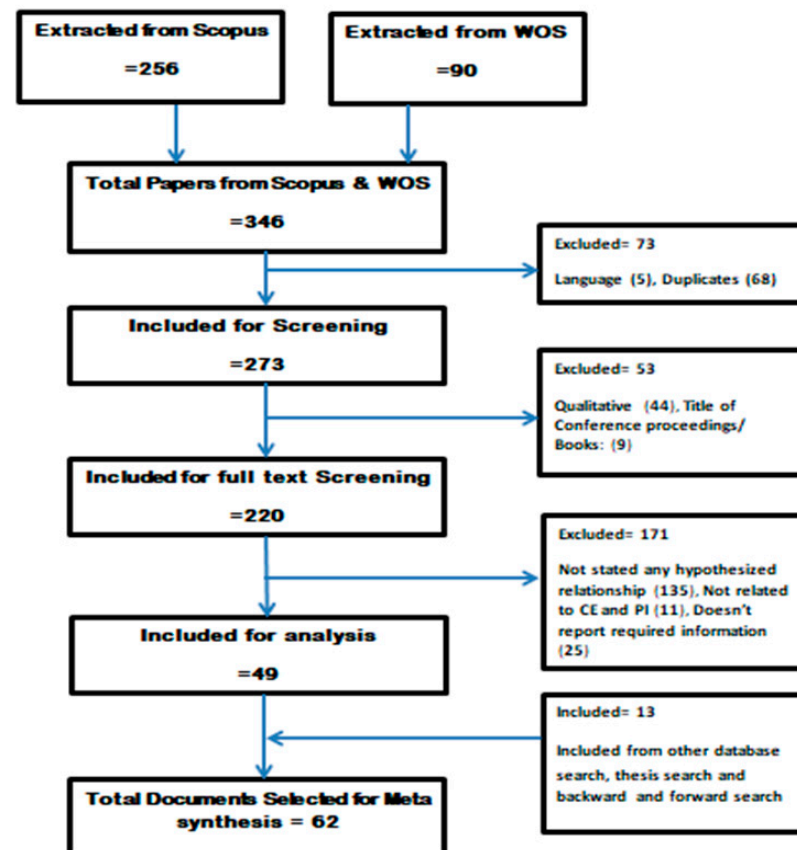 Extracted from Scopus
=256
Extracted from WOS
=90
Total Papers from Scopus & WOS
=346
Excluded= 73
Language (5), Duplicates (68)
Included for Screening
=273
Excluded= 53
Qualitative (44), Title of
Conference proceedings/
Books: (9)
Included for full text Screening
=220
Excluded= 171
Not stated any hypothesized
relationship (135), Not related
to CE and PI (11), Doesn't
report required information
(25)
Included for analysis
=49
Included= 13
Included from other database
search, thesis search and
backward and forward search
Total Documents Selected for Meta
synthesis = 62